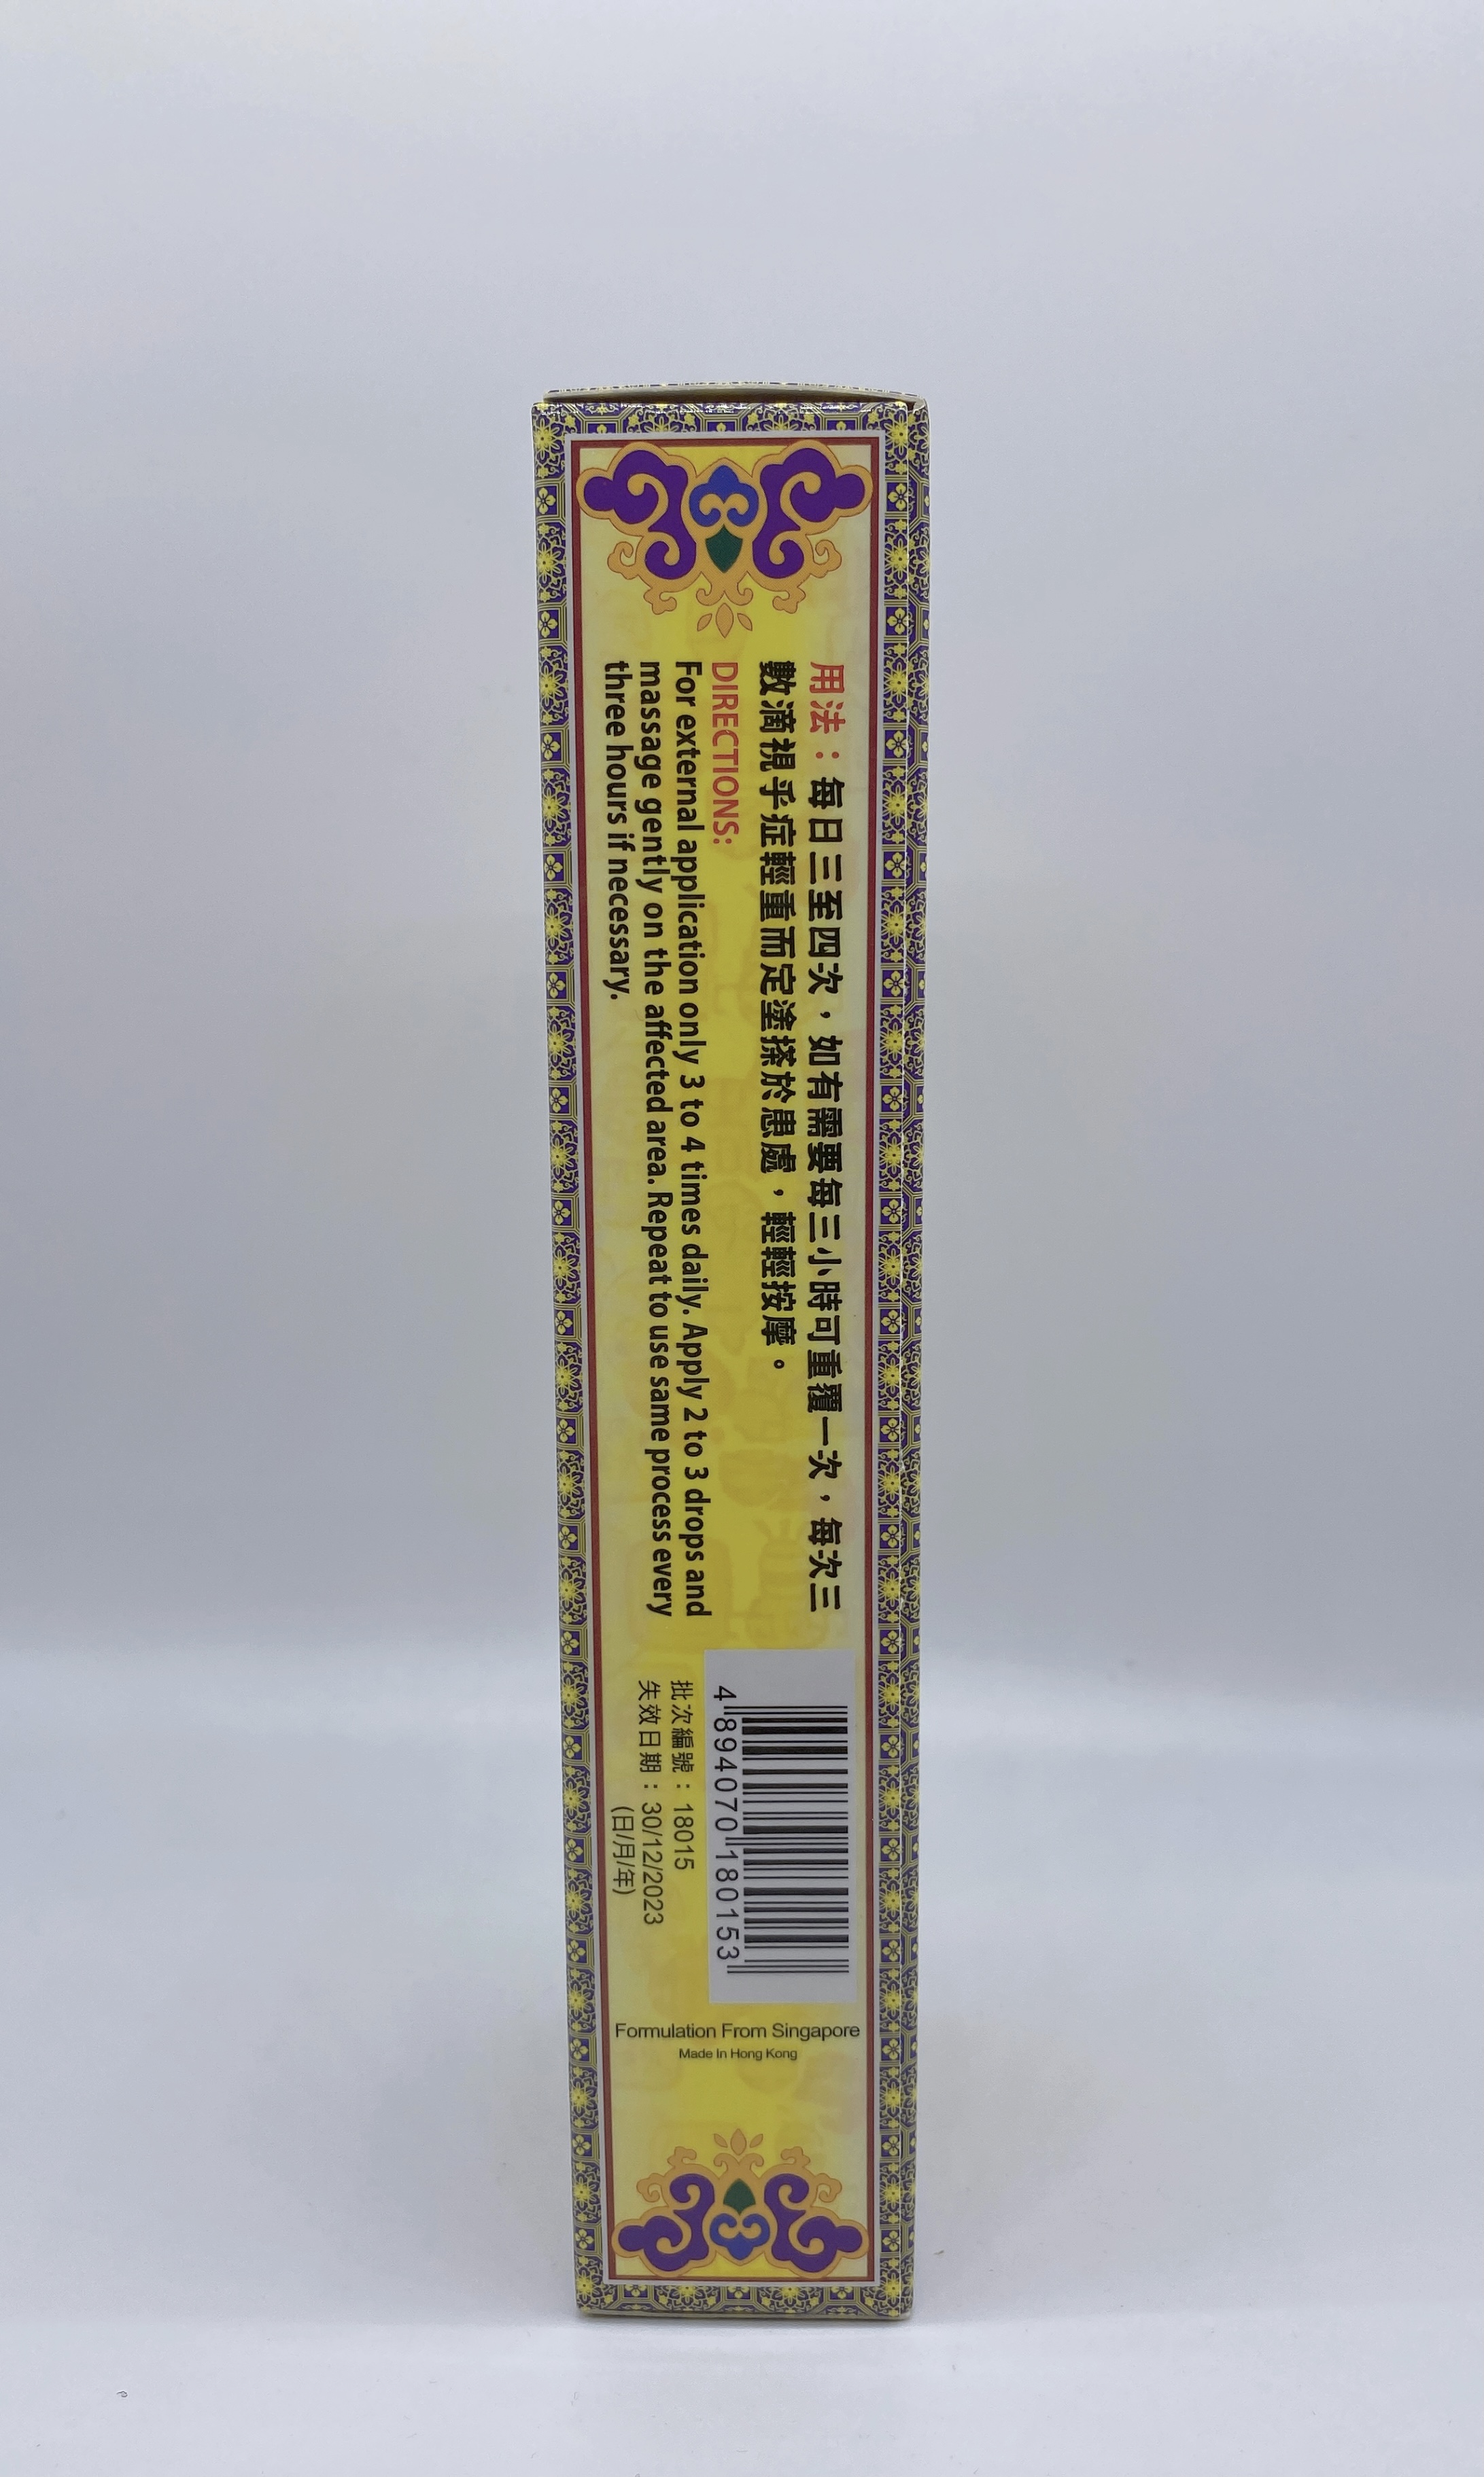 用法：每日三至四次，如有需要每三小時可重覆一次，每次三
數滴視乎症輕重而定塗搽於患處，輕輕按摩。
DIRECTIONS:
For external application only 3 to 4 times daily. Apply 2 to 3 drops and
massage gently on the affected area. Repeat to use same process every
three hours if necessary.
4 894070 180153
批次編號：18015
失效日期：30/12/2023
(日/月/年)
Formulation From Singapore
Made In Hong Kong